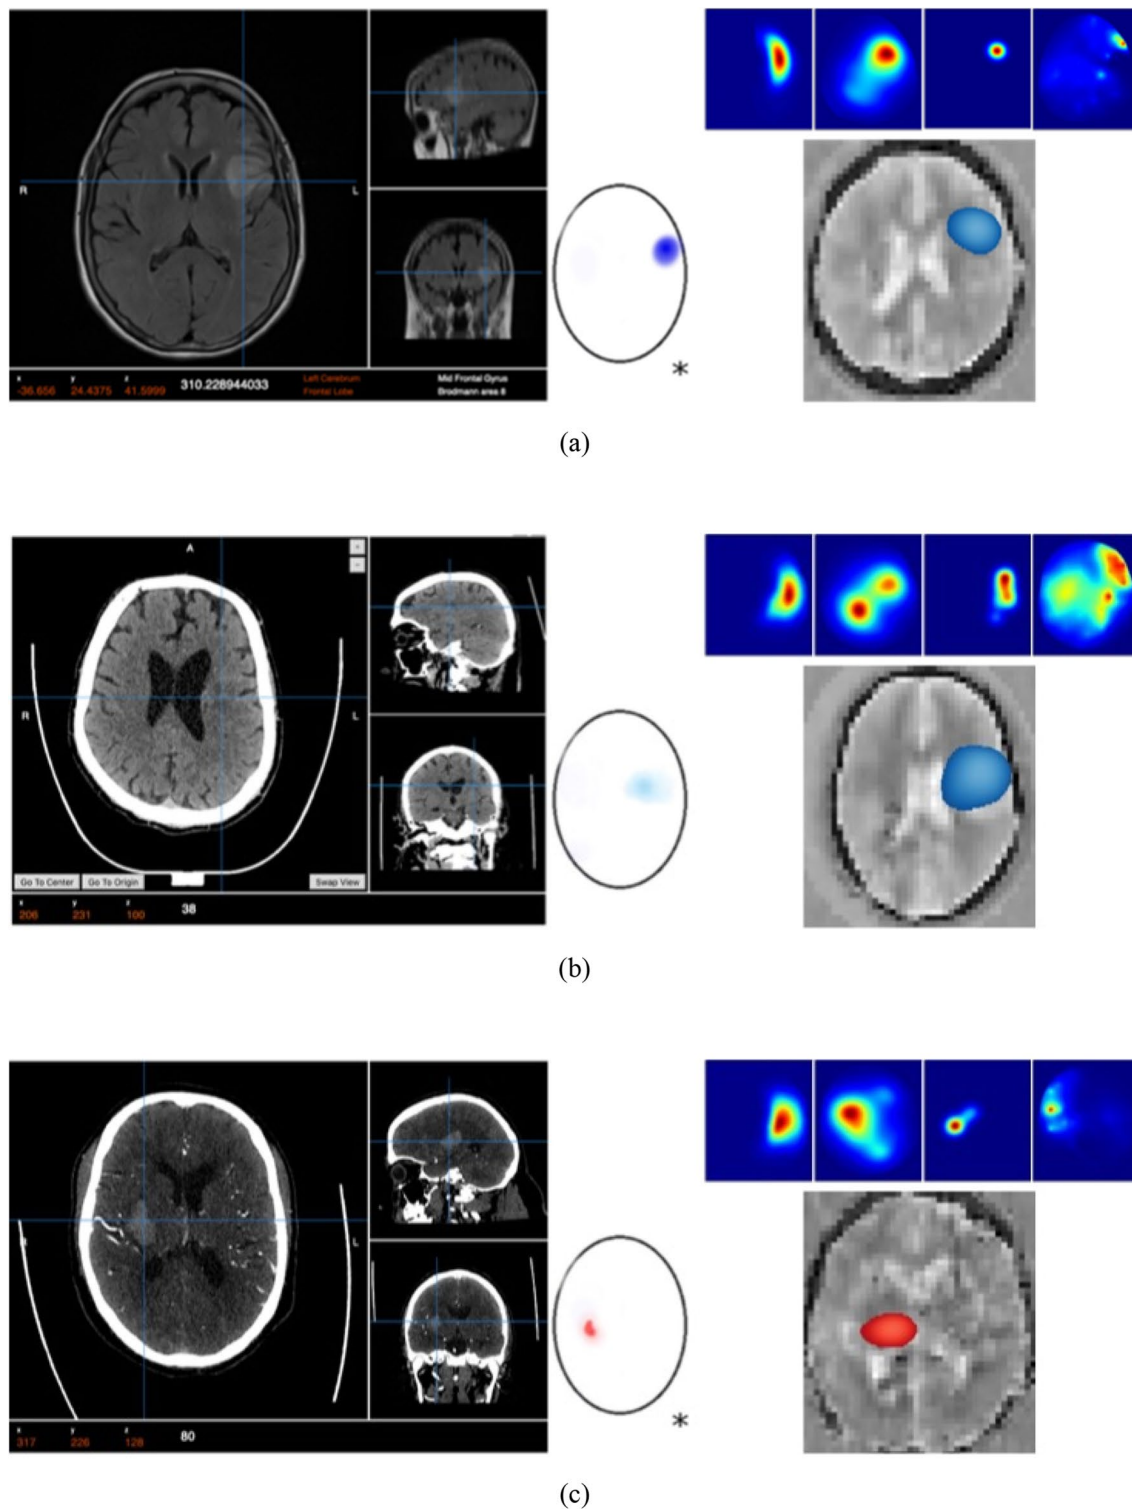 R
L
x y z 310.228944033 Left Cerebrum Mid Frontal Gyrus
-36.656 24.4375 41.5999 Frontal Lobe Brodmann area 8
*
(a)
A
+
-
R
L
Go To Center Go To Origin Swap View
x y z 38
206 231 100
(b)
R
L
x y z 80
317 226 128
*
(c)